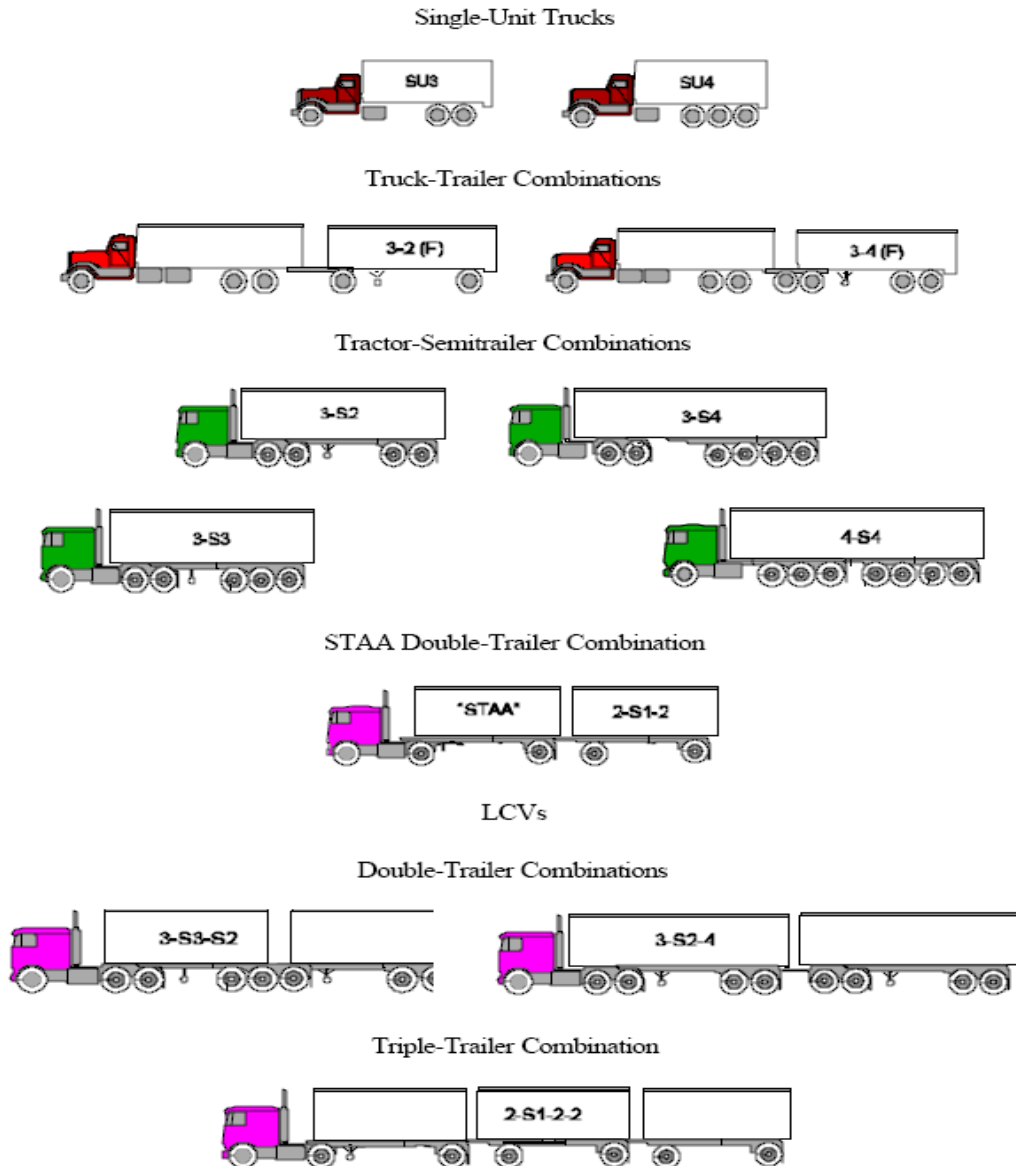 Single-Unit Trucks
SU3 SU4
Truck-Trailer Combinations
3-2 (F) 3-4 (F)
Tractor-Semitrailer Combinations
3-S2 3-S4
3-S3 4-S4
STAA Double-Trailer Combination
"STAA" 2-S1-2
LCVs
Double-Trailer Combinations
3-S3-S2 3-S2-4
Triple-Trailer Combination
2-S1-2-2